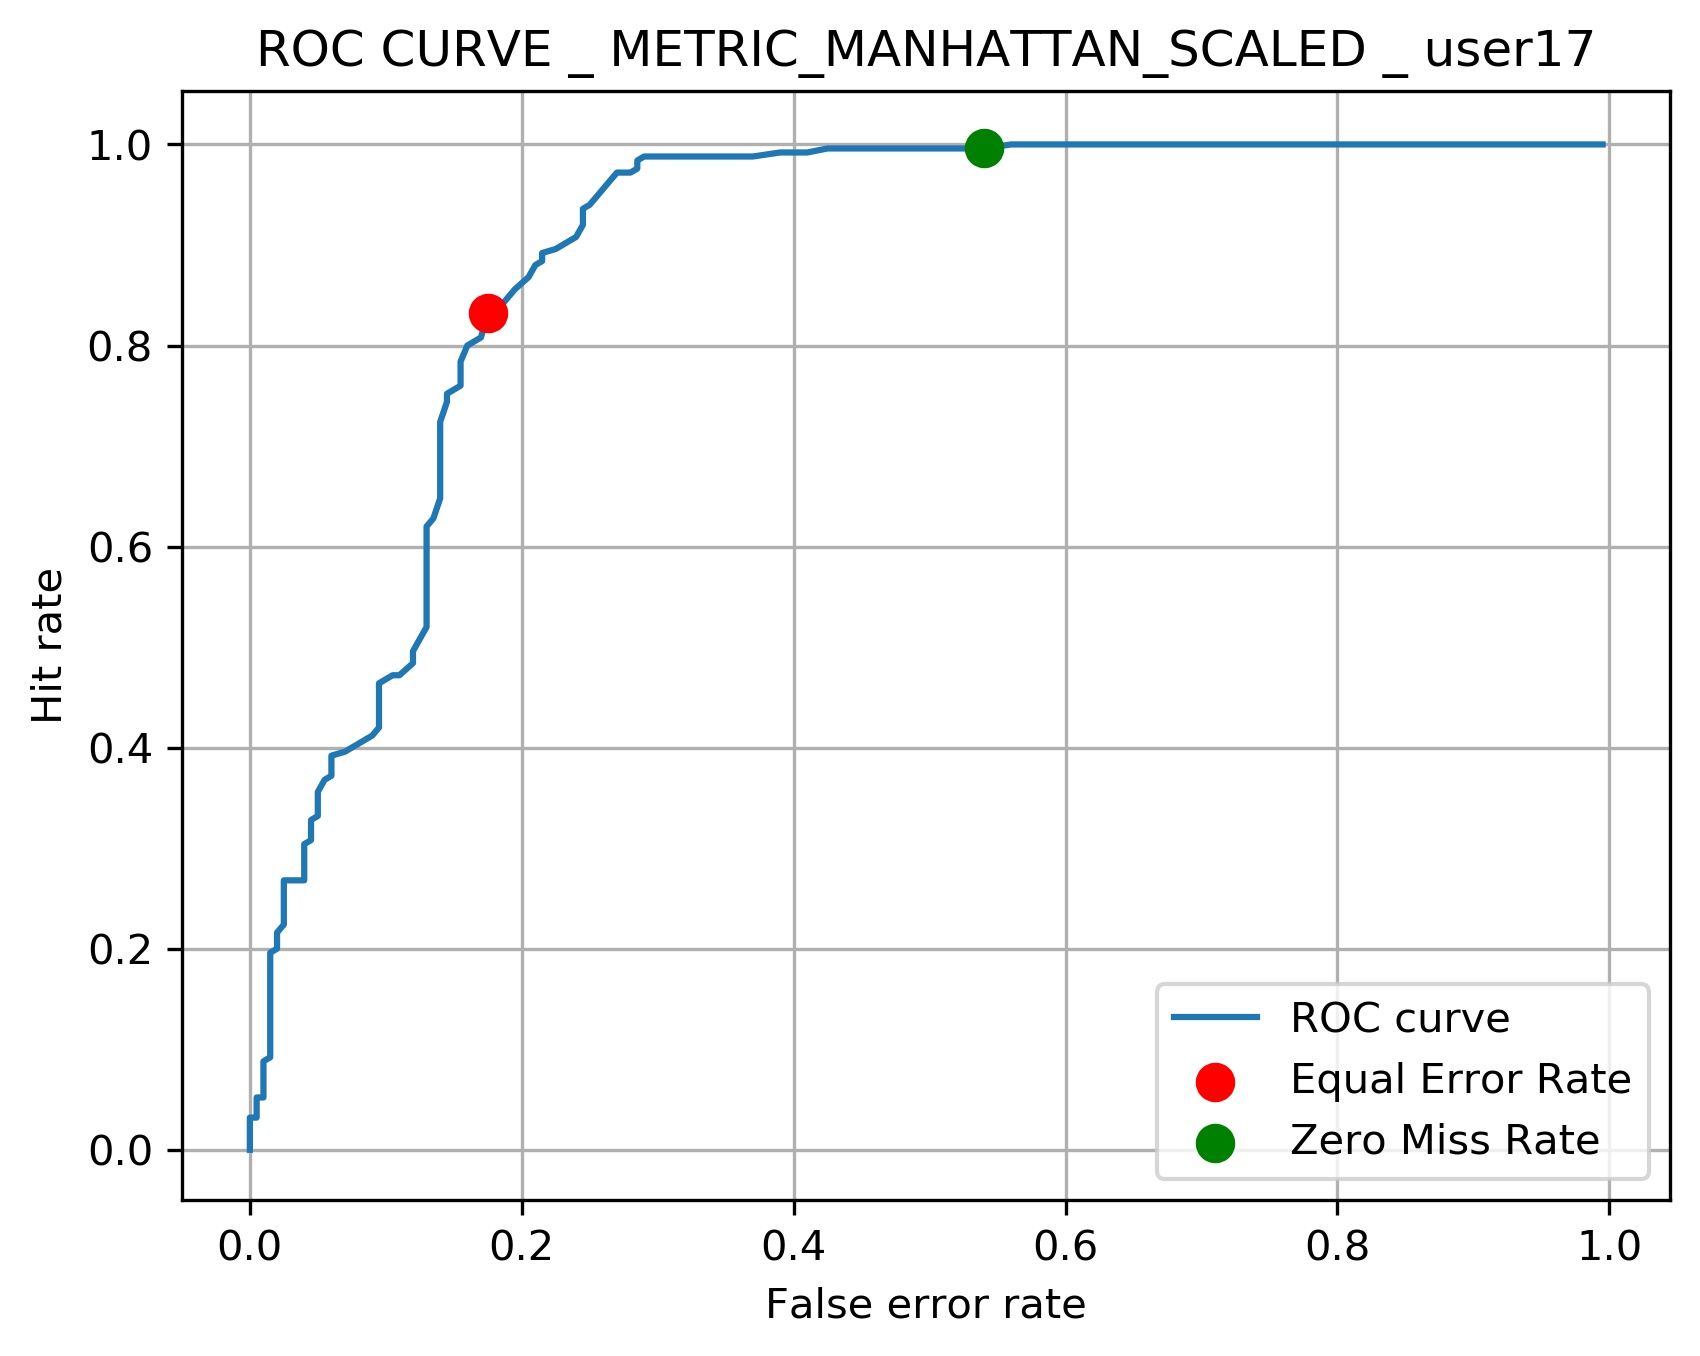 ROC CURVE _ METRIC_MANHATTAN_SCALED _ user17
1.0
0.8
0.6
0.4
0.2
0.0
Hit rate
ROC curve
Equal Error Rate
Zero Miss Rate
0.0 0.2 0.4 0.6 0.8 1.0
False error rate